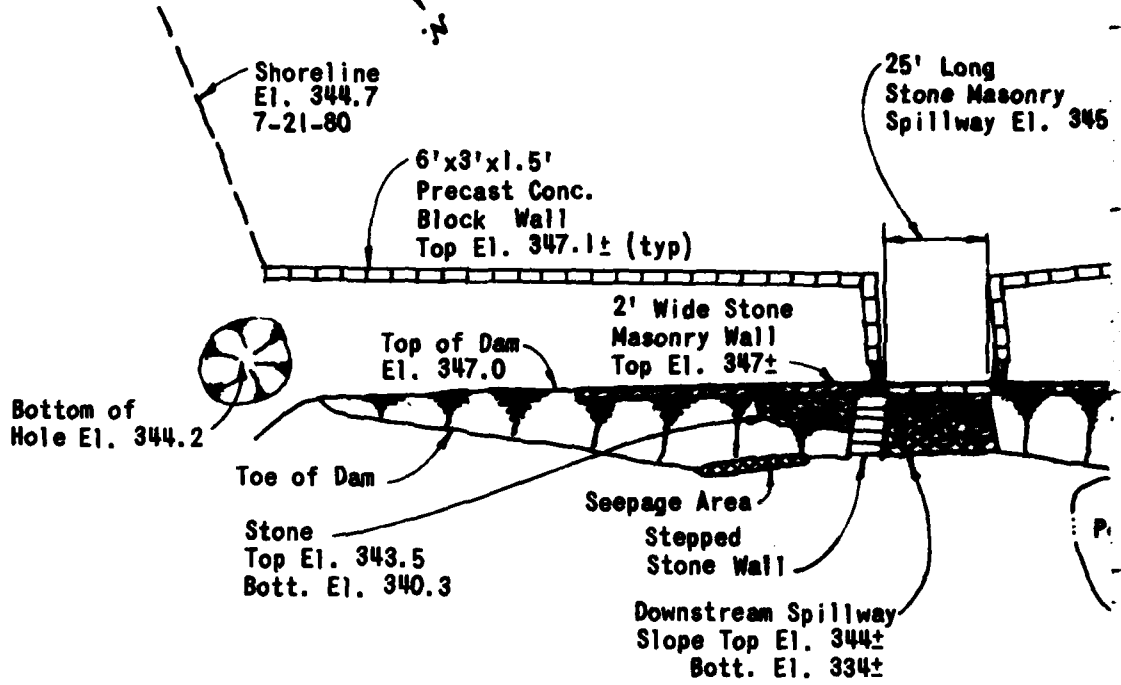 Shoreline
El. 344.7
7-21-80
25' Long
Stone Masonry
Spillway El. 345
6'x3'x1.5'
Precast Conc.
Block Wall
Top El. 347.1± (typ)
2' Wide Stone
Masonry Wall
Top El. 347±
Top of Dam
El. 347.0
Bottom of
Hole El. 344.2
Toe of Dam
Seepage Area
Stone
Top El. 343.5
Bott. El. 340.3
Stepped
Stone Wall
Downstream Spillway
Slope Top El. 344±
Bott. El. 334±